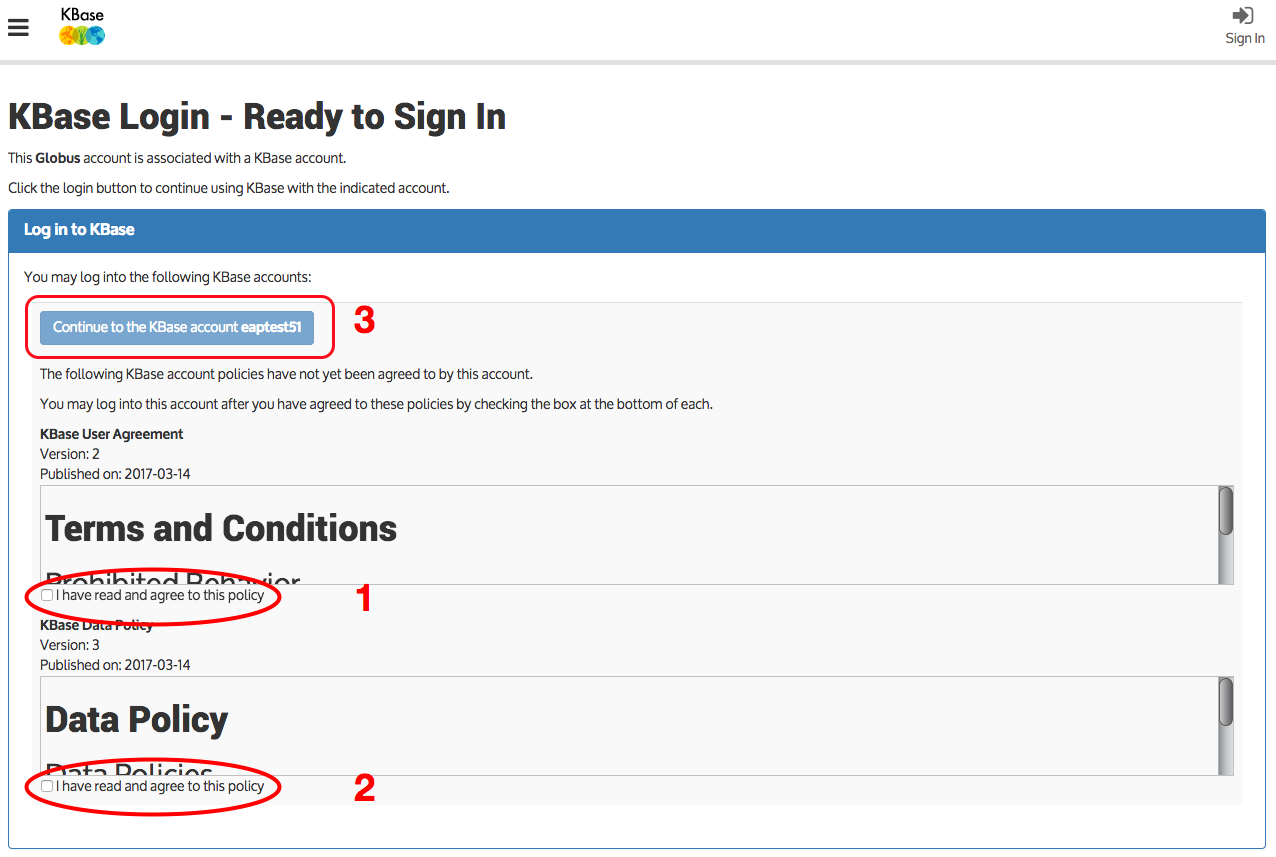 KBase
Sign In
KBase Login - Ready to Sign In
This Globus account is associated with a KBase account.
Click the login button to continue using KBase with the indicated account.
Log in to KBase
You may log into the following KBase accounts:
Continue to the KBase account eaptest51
3
The following KBase account policies have not yet been agreed to by this account.
You may log into this account after you have agreed to these policies by checking the box at the bottom of each.
KBase User Agreement
Version: 2
Published on: 2017-03-14
Terms and Conditions
Prohibited Behavior
I have read and agree to this policy
1
KBase Data Policy
Version: 3
Published on: 2017-03-14
Data Policy
Data Policies
I have read and agree to this policy
2